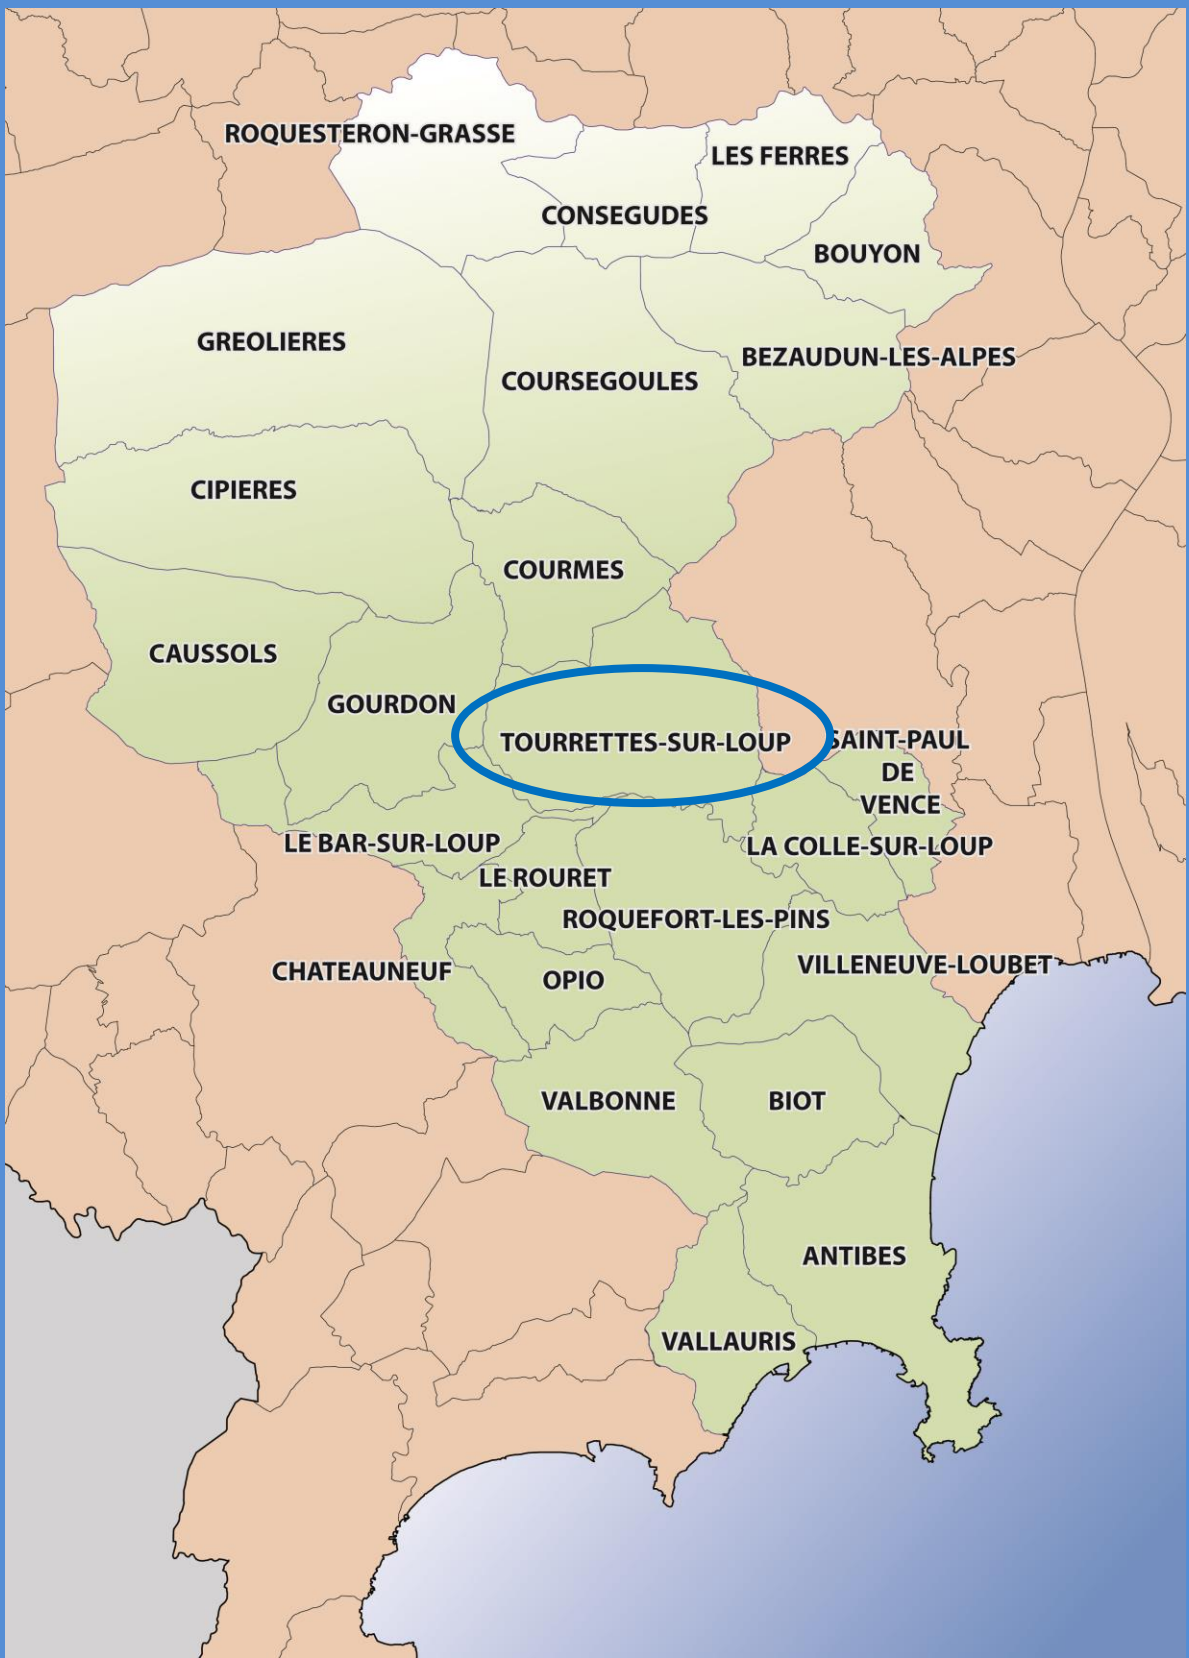 ROQUESTERON-GRASSE
LES FERRES
CONSEGUDES
BOUYON
GREOLIERES
BEZAUDUN-LES-ALPES
COURSEGOULES
CIPIERES
COURMES
CAUSSOLS
GOURDON
TOURRETTES-SUR-LOUP
SAINT-PAUL
DE
VENCE
LE BAR-SUR-LOUP
LA COLLE-SUR-LOUP
LE ROURET
ROQUEFORT-LES-PINS
CHATEAUNEUF
OPIO
VILLENEUVE-LOUBET
VALBONNE
BIOT
ANTIBES
VALLAURIS